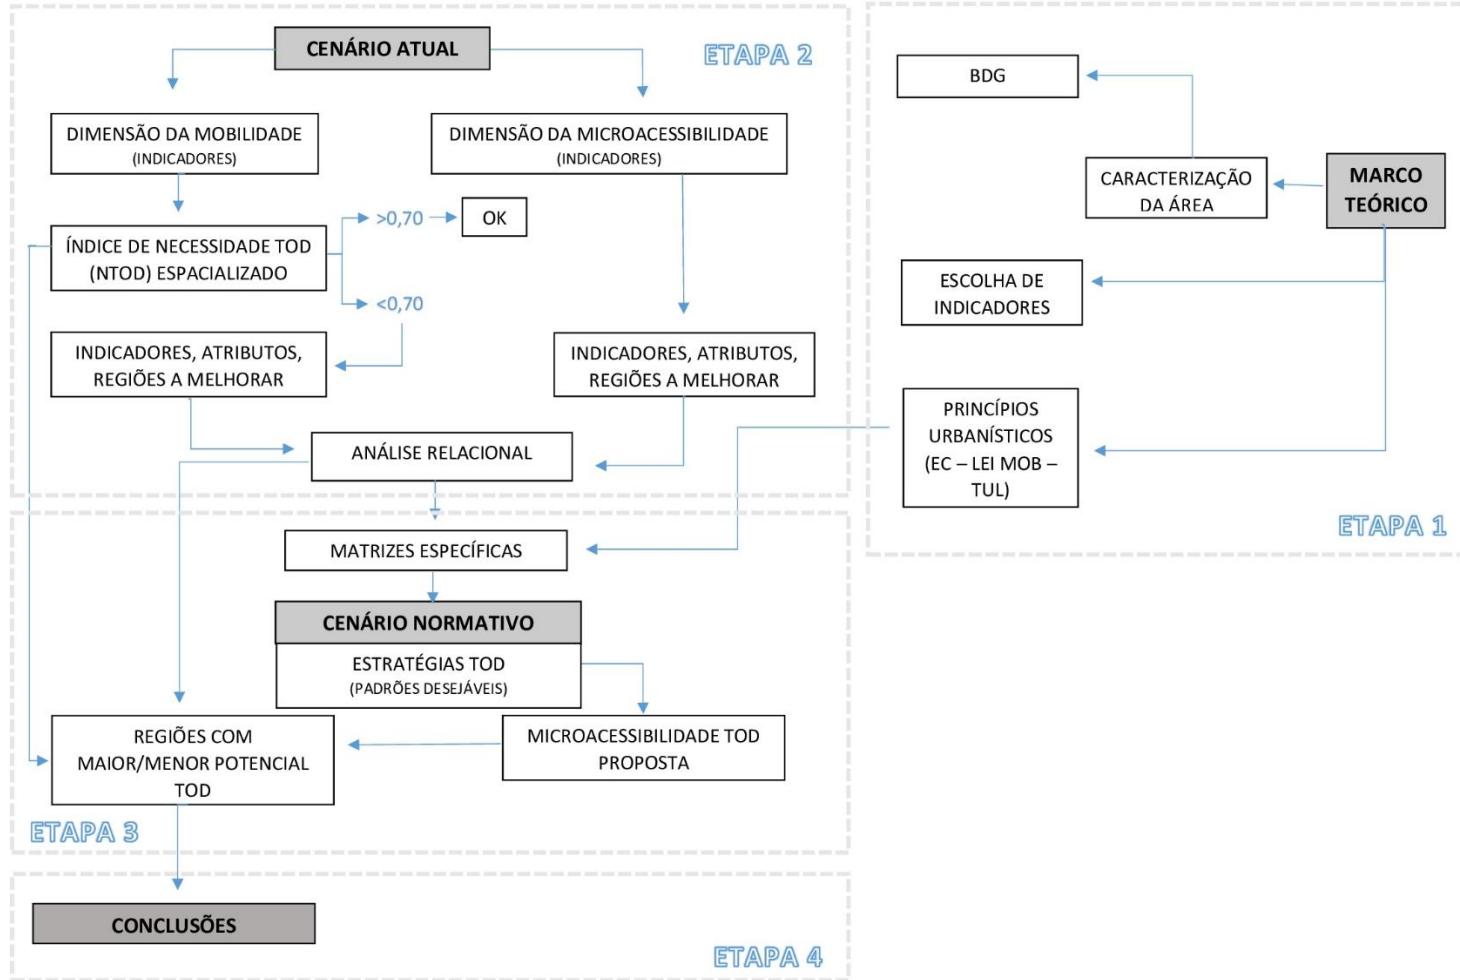 CENÁRIO ATUAL
ETAPA 2
DIMENSÃO DA MOBILIDADE
(INDICADORES)
DIMENSÃO DA MICROACESSIBILIDADE
(INDICADORES)
ÍNDICE DE NECESSIDADE TOD
(NTOD) ESPACIALIZADO
>0,70
OK
<0,70
INDICADORES, ATRIBUTOS,
REGIÕES A MELHORAR
INDICADORES, ATRIBUTOS,
REGIÕES A MELHORAR
ANÁLISE RELACIONAL
BDG
CARACTERIZAÇÃO
DA ÁREA
MARCO
TEÓRICO
ESCOLHA DE
INDICADORES
PRINCÍPIOS
URBANÍSTICOS
(EC – LEI MOB –
TUL)
ETAPA 1
MATRIZES ESPECÍFICAS
CENÁRIO NORMATIVO
ESTRATÉGIAS TOD
(PADRÕES DESEJÁVEIS)
REGIÕES COM
MAIOR/MENOR POTENCIAL
TOD
MICROACESSIBILIDADE TOD
PROPOSTA
ETAPA 3
CONCLUSÕES
ETAPA 4